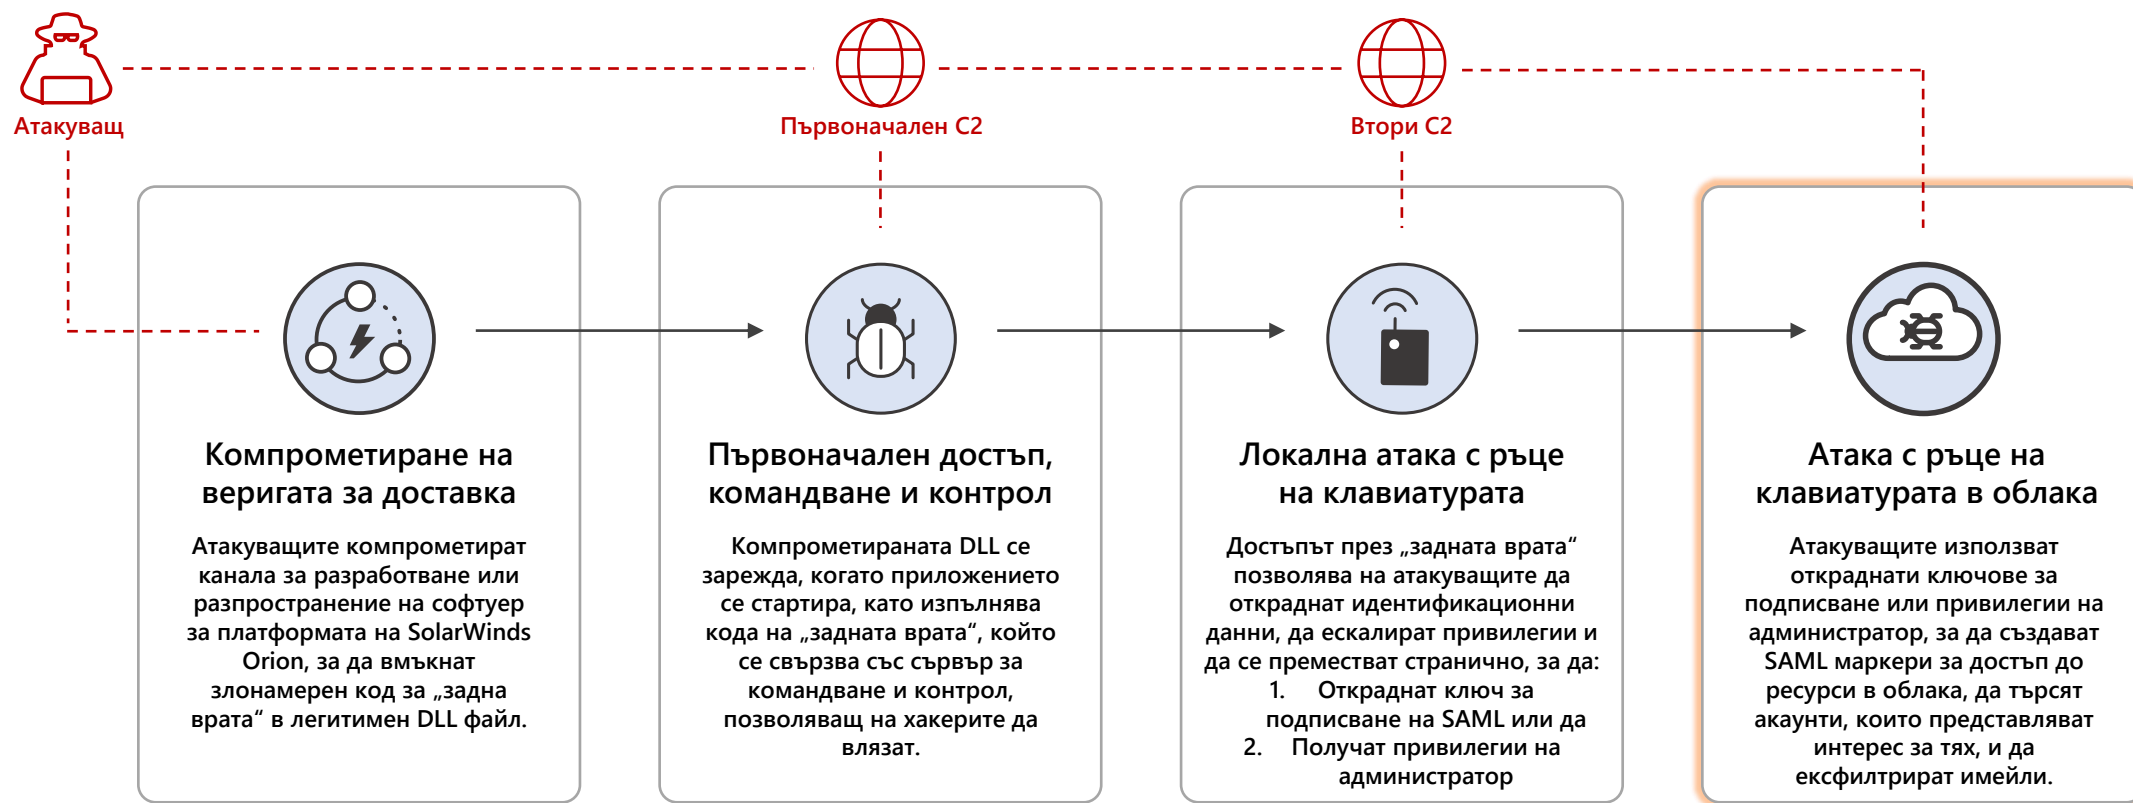 Атакуващ
Първоначален C2
Втори C2
Компрометиране на
веригата за доставка
Атакуващите компрометират
канала за разработване или
разпространение на софтуер
за платформата на SolarWinds
Orion, за да вмъкнат
злонамерен код за „задна
врата“ в легитимен DLL файл.
Първоначален достъп,
командване и контрол
Компрометираната DLL се
зарежда, когато приложението
се стартира, като изпълнява
кода на „задната врата“, който
се свързва със сървър за
командване и контрол,
позволяващ на хакерите да
влязат.
Локална атака с ръце
на клавиатурата
Достъпът през „задната врата“
позволява на атакуващите да
откраднат идентификационни
данни, да ескалират привилегии и
да се преместват странично, за да:
1. Откраднат ключ за
подписване на SAML или да
2. Получат привилегии на
администратор
Атака с ръце на
клавиатурата в облака
Атакуващите използват
откраднати ключове за
подписване или привилегии на
администратор, за да създават
SAML маркери за достъп до
ресурси в облака, да търсят
акаунти, които представляват
интерес за тях, и да
ексфилтрират имейли.